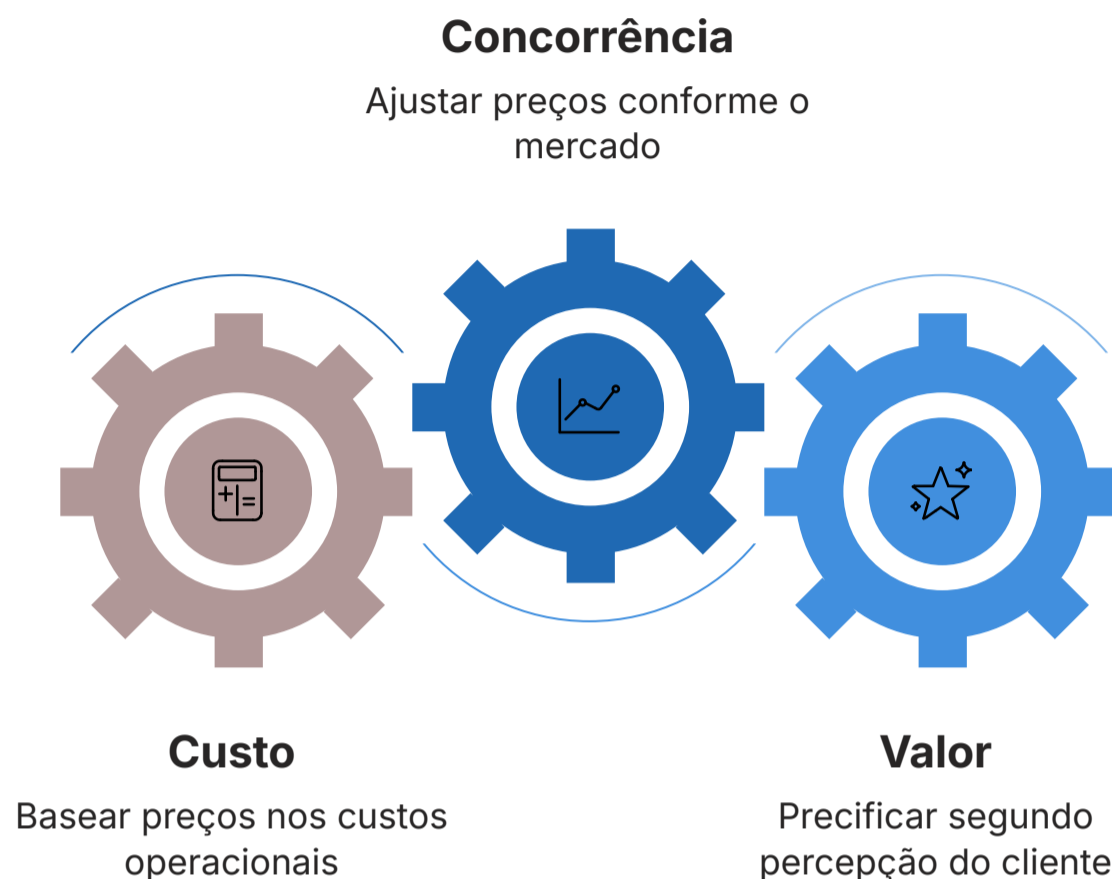 Concorrência
Ajustar preços conforme o
mercado
Custo
Basear preços nos custos
operacionais
Valor
Precificar segundo
percepção do cliente